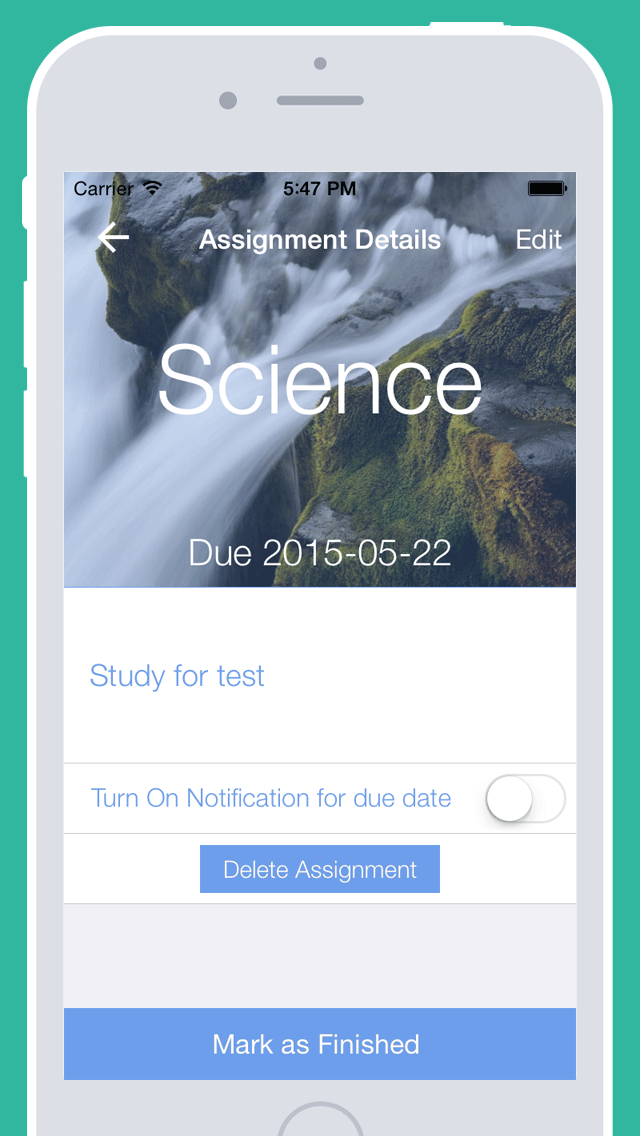 Carrier 5:47 PM
Assignment Details Edit
Science
Due 2015-05-22
Study for test
Turn On Notification for due date
Delete Assignment
Mark as Finished